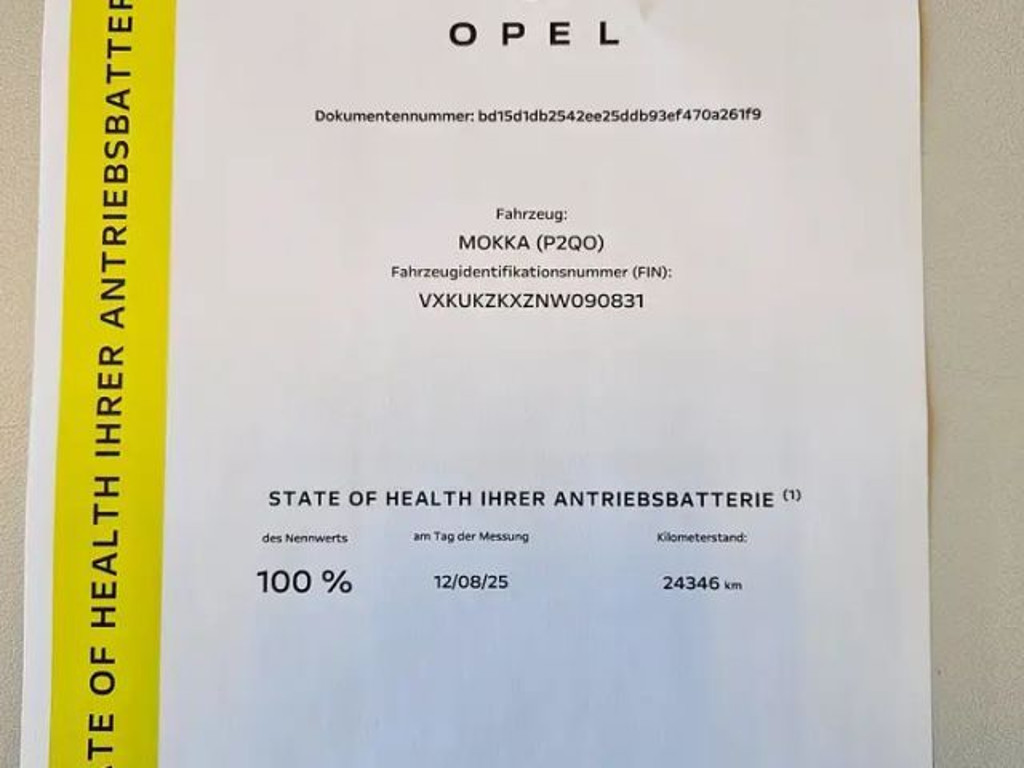 OPEL
Dokumentennummer: bd15d1db2542ee25ddb93ef470a261f9
Fahrzeug:
MOKKA (P2QO)
Fahrzeugidentifikationsnummer (FIN):
VXKUKZKXZNW090831
STATE OF HEALTH IHRER ANTRIEBSBATTERIE (1)
des Nennwerts am Tag der Messung Kilometerstand:
100 % 12/08/25 24346 km
ATE OF HEALTH IHRER ANTRIEBSBATTER